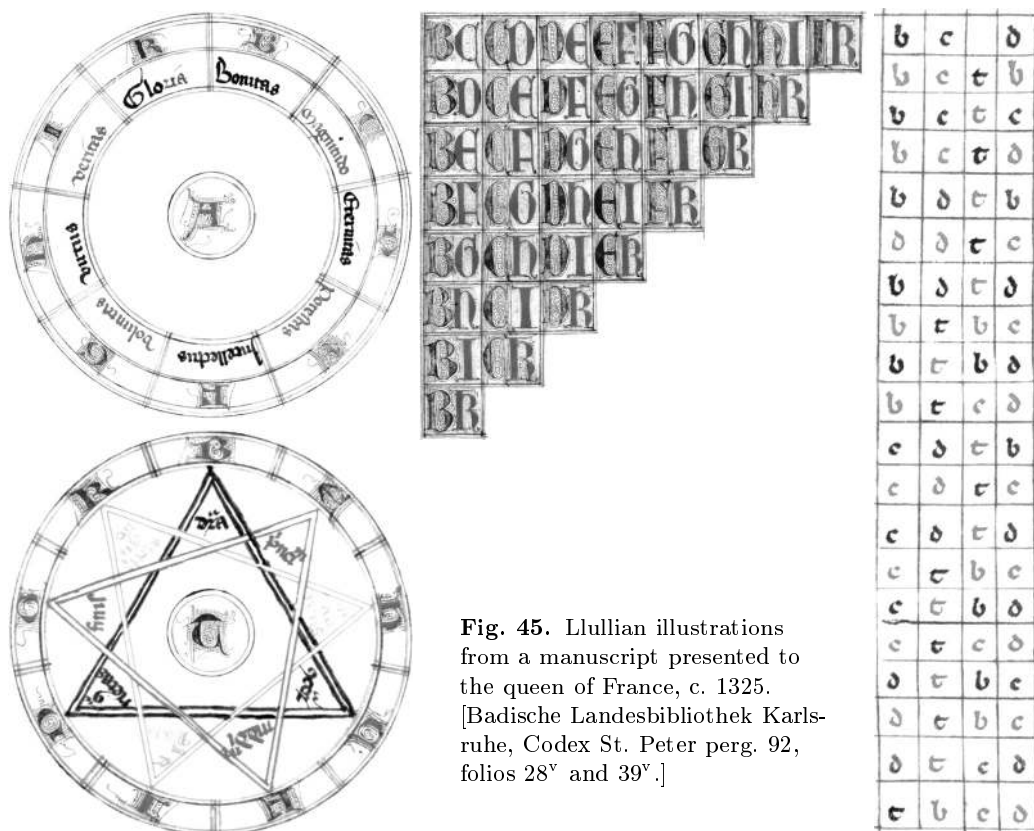 K B
Gloria Bonitas
I C
Veritas Magnitudo
A
Virtus Eternitas
H D
Voluntas Potestas
G Intellectus E
F
BC CD DE EF FG GH HI IK
BD CE DF EG FH GI HK
BE CF DG EH FI GK
BF CG DH EI FK
BG CH DI EK
BH CI DK
BI CK
BK
b c d
b c t b
b c t c
b c t d
b d t b
d d t c
b d t d
b t b c
b t b d
b t c d
c d t b
c d t c
c d t d
c t b c
c t b d
c t c d
d t b c
d t b c
d t c d
t b c d
B
K C
T
Fig. 45. Llullian illustrations
from a manuscript presented to
the queen of France, c. 1325.
[Badische Landesbibliothek Karls-
ruhe, Codex St. Peter perg. 92,
folios 28v and 39v.]